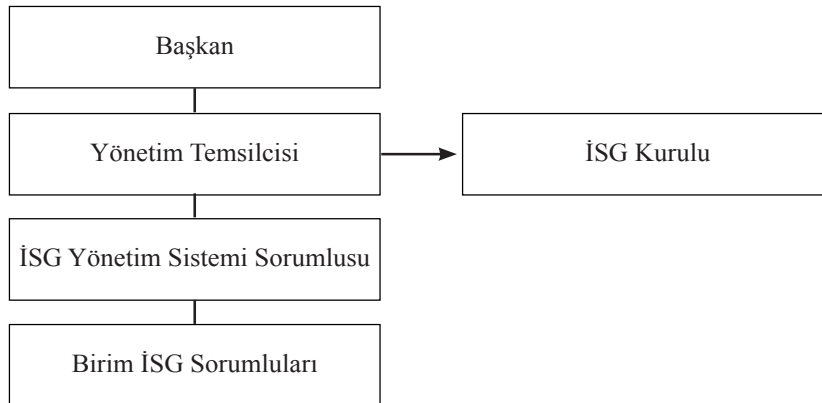 Başkan
Yönetim Temsilcisi
İSG Kurulu
İSG Yönetim Sistemi Sorumlusu
Birim İSG Sorumluları